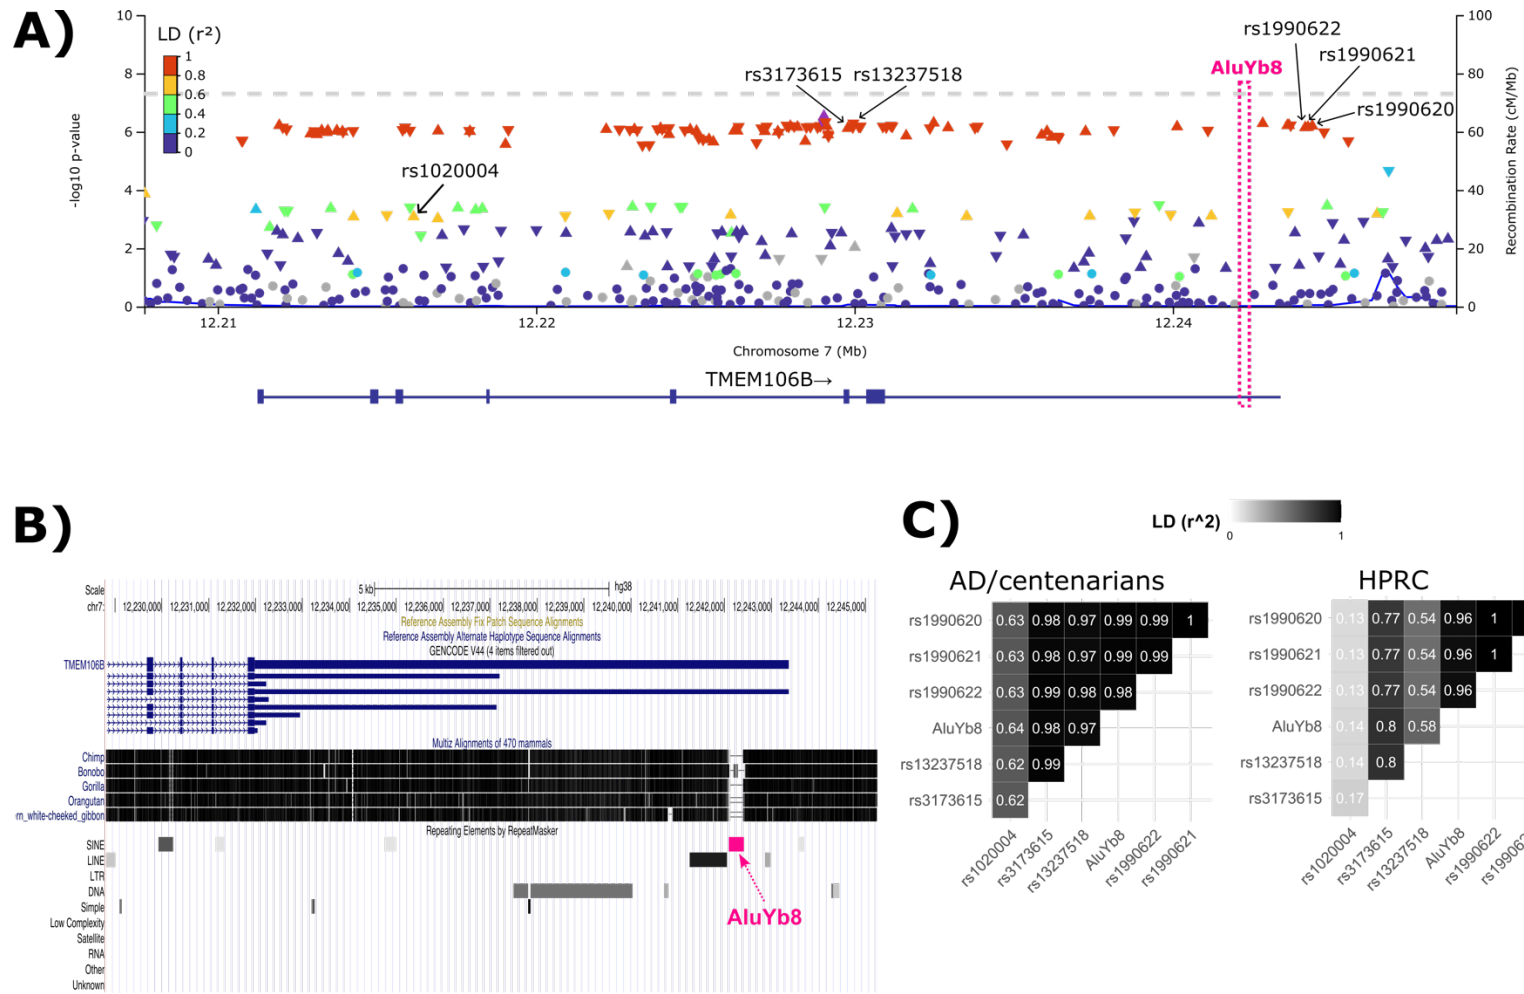 A)
LD (r²)
1
0.8
0.6
0.4
0.2
0
10
8
6
4
2
0
-log10 p-value
100
80
60
40
20
0
Recombination Rate (cM/Mb)
rs1020004
rs3173615
rs13237518
AluYb8
rs1990622
rs1990621
rs1990620
12.21
12.22
12.23
12.24
Chromosome 7 (Mb)
TMEM106B→
B)
Scale
5 kb
hg38
chr7:
12,230,000
12,231,000
12,232,000
12,233,000
12,234,000
12,235,000
12,236,000
12,237,000
12,238,000
12,239,000
12,240,000
12,241,000
12,242,000
12,243,000
12,244,000
12,245,000
Reference Assembly Fix Patch Sequence Alignments
Reference Assembly Alternate Haplotype Sequence Alignments
GENCODE V44 (4 items filtered out)
TMEM106B
Multiz Alignments of 470 mammals
Chimp
Bonobo
Gorilla
Orangutan
rn_white-cheeked_gibbon
Repeating Elements by RepeatMasker
SINE
LINE
LTR
DNA
Simple
Low Complexity
Satellite
RNA
Other
Unknown
AluYb8
C)
LD (r^2)
0
1
AD/centenarians
rs1990620 0.63 0.98 0.97 0.99 0.99 1
rs1990621 0.63 0.98 0.97 0.99 0.99
rs1990622 0.63 0.99 0.98 0.98
AluYb8 0.64 0.98 0.97
rs13237518 0.62 0.99
rs3173615 0.62
rs1020004
rs3173615
rs13237518
AluYb8
rs1990622
rs1990621
HPRC
rs1990620 0.13 0.77 0.54 0.96 1
rs1990621 0.13 0.77 0.54 0.96 1
rs1990622 0.13 0.77 0.54 0.96
AluYb8 0.14 0.8 0.58
rs13237518 0.14 0.8
rs3173615 0.17
rs1020004
rs3173615
rs13237518
AluYb8
rs1990622